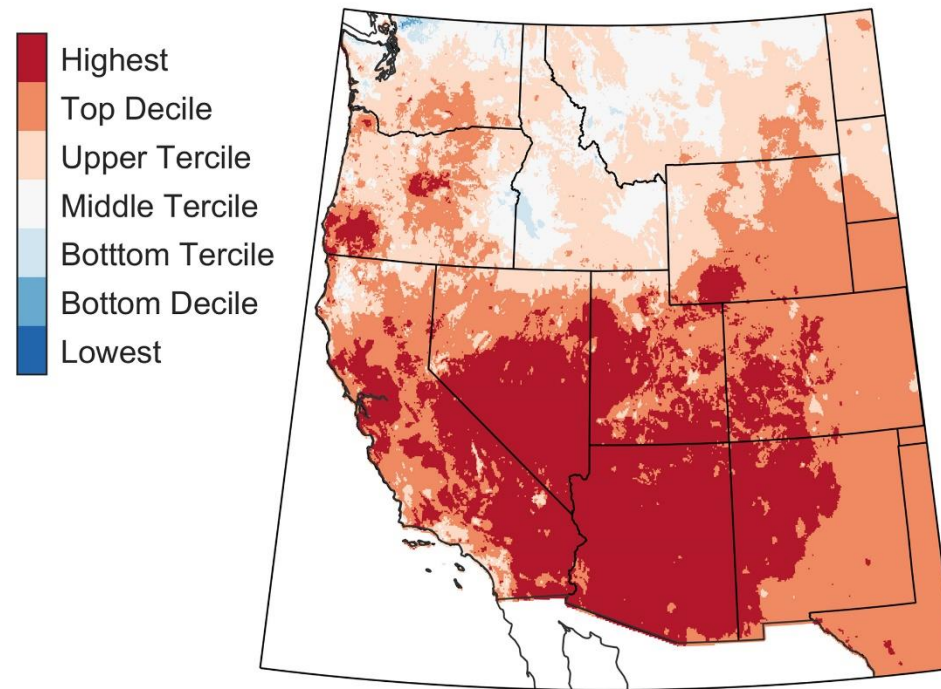 Highest
Top Decile
Upper Tercile
Middle Tercile
Botttom Tercile
Bottom Decile
Lowest